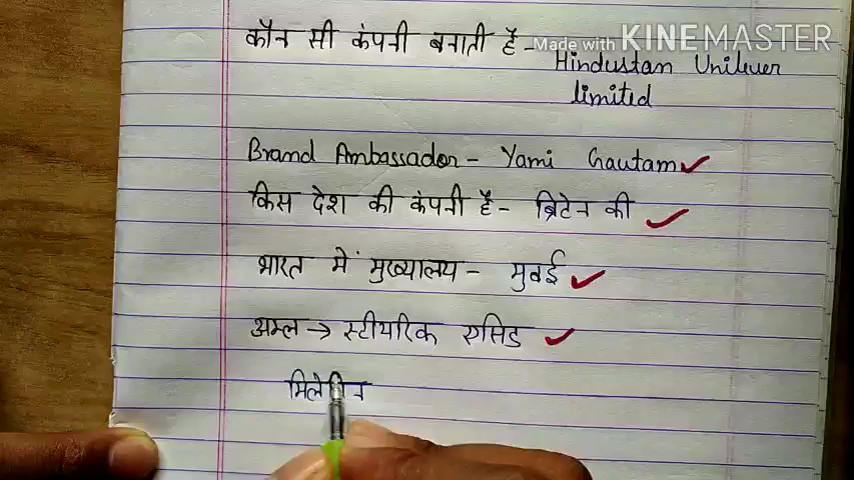 कौन सी कंपनी बनाती है - Made with KINEMASTER
Hindustan Unilever
limited
Brand Ambassador - Yami Gautam
किस देश की कंपनी है - ब्रिटेन की
भारत में मुख्यालय - मुबई
अम्ल → स्टीयरिक एसिड